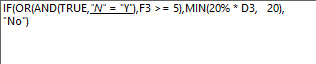 IF(OR(AND(TRUE,"N" = "Y"),F3 >= 5),MIN(20% * D3, 20),
"No")